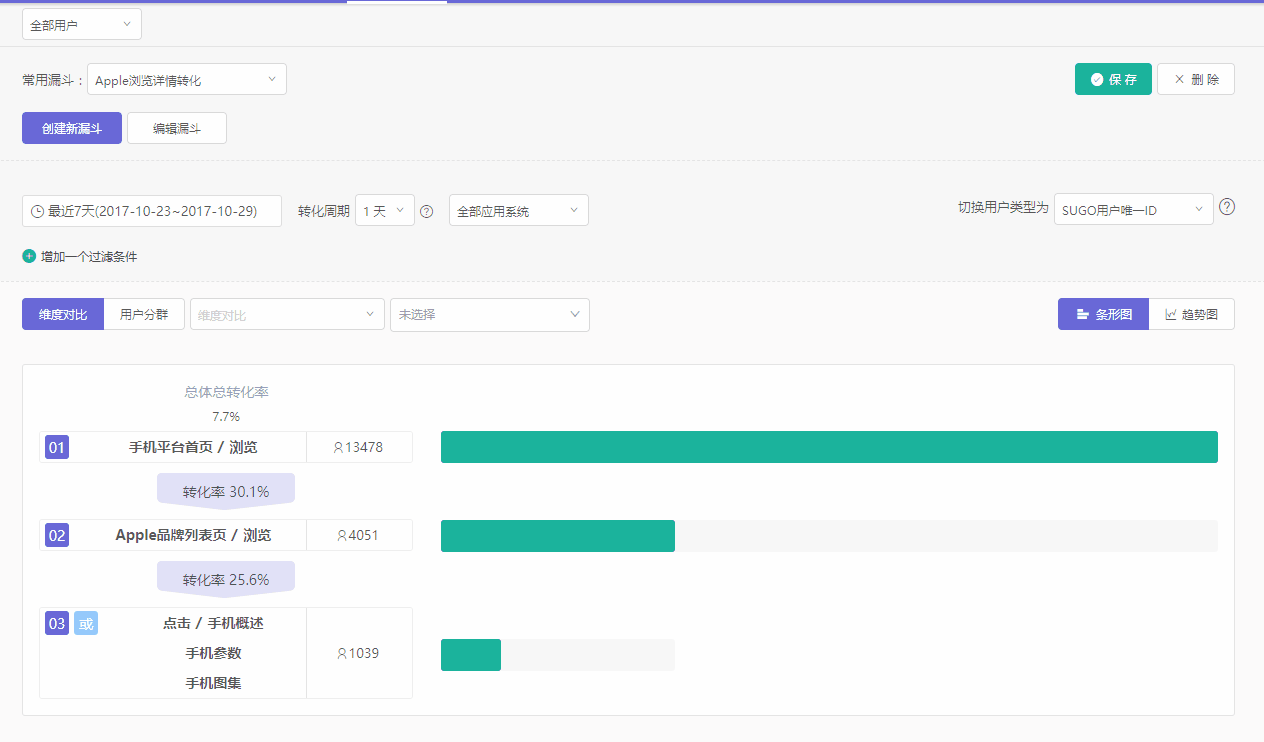 全部用户
常用漏斗： Apple浏览详情转化 保 存 删 除
创建新漏斗 编辑漏斗
最近7天(2017-10-23~2017-10-29) 转化周期 1 天 ? 全部应用系统 切换用户类型为 SUGO用户唯一ID ?
增加一个过滤条件
维度对比 用户分群 维度对比 未选择 条形图 趋势图
总体总转化率
7.7%
01 手机平台首页 / 浏览 13478
转化率 30.1%
02 Apple品牌列表页 / 浏览 4051
转化率 25.6%
03 或 点击 / 手机概述
手机参数 1039
手机图集